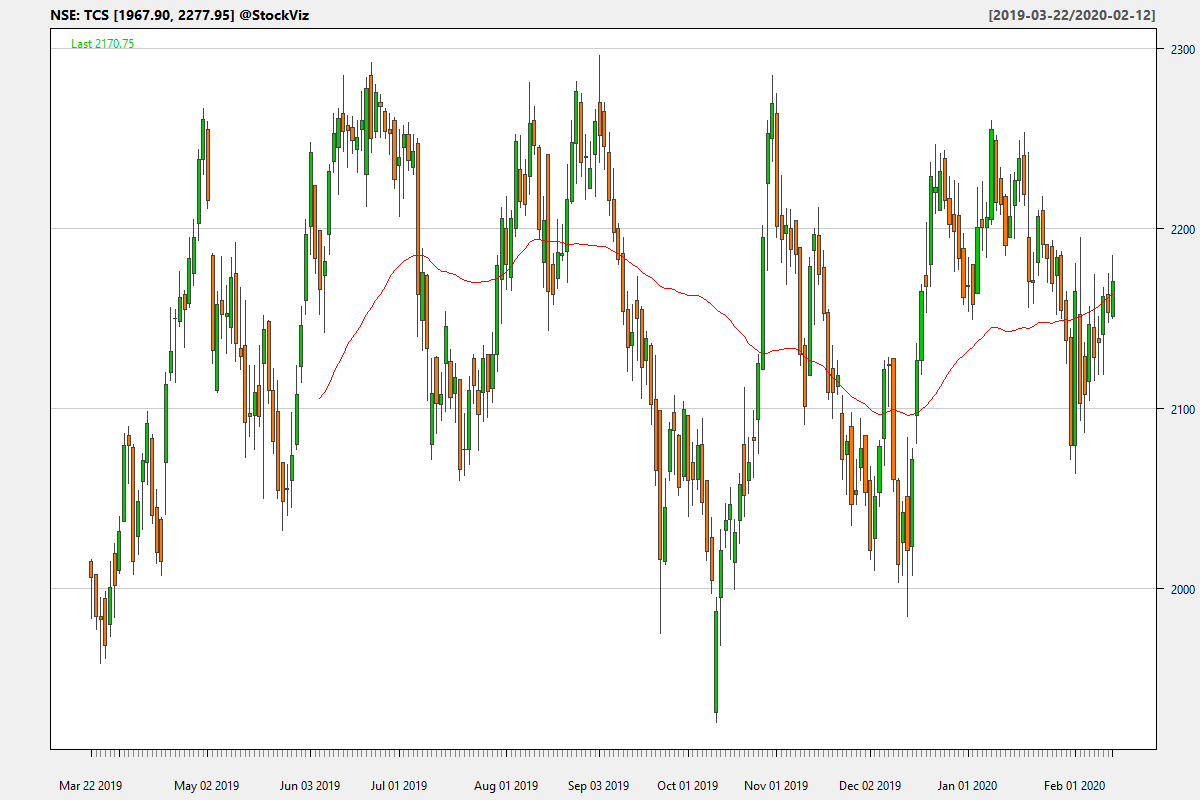 NSE: TCS [1967.90, 2277.95] @StockViz
[2019-03-22/2020-02-12]
Last 2170.75
2300
2200
2100
2000
Mar 22 2019
May 02 2019
Jun 03 2019
Jul 01 2019
Aug 01 2019
Sep 03 2019
Oct 01 2019
Nov 01 2019
Dec 02 2019
Jan 01 2020
Feb 01 2020